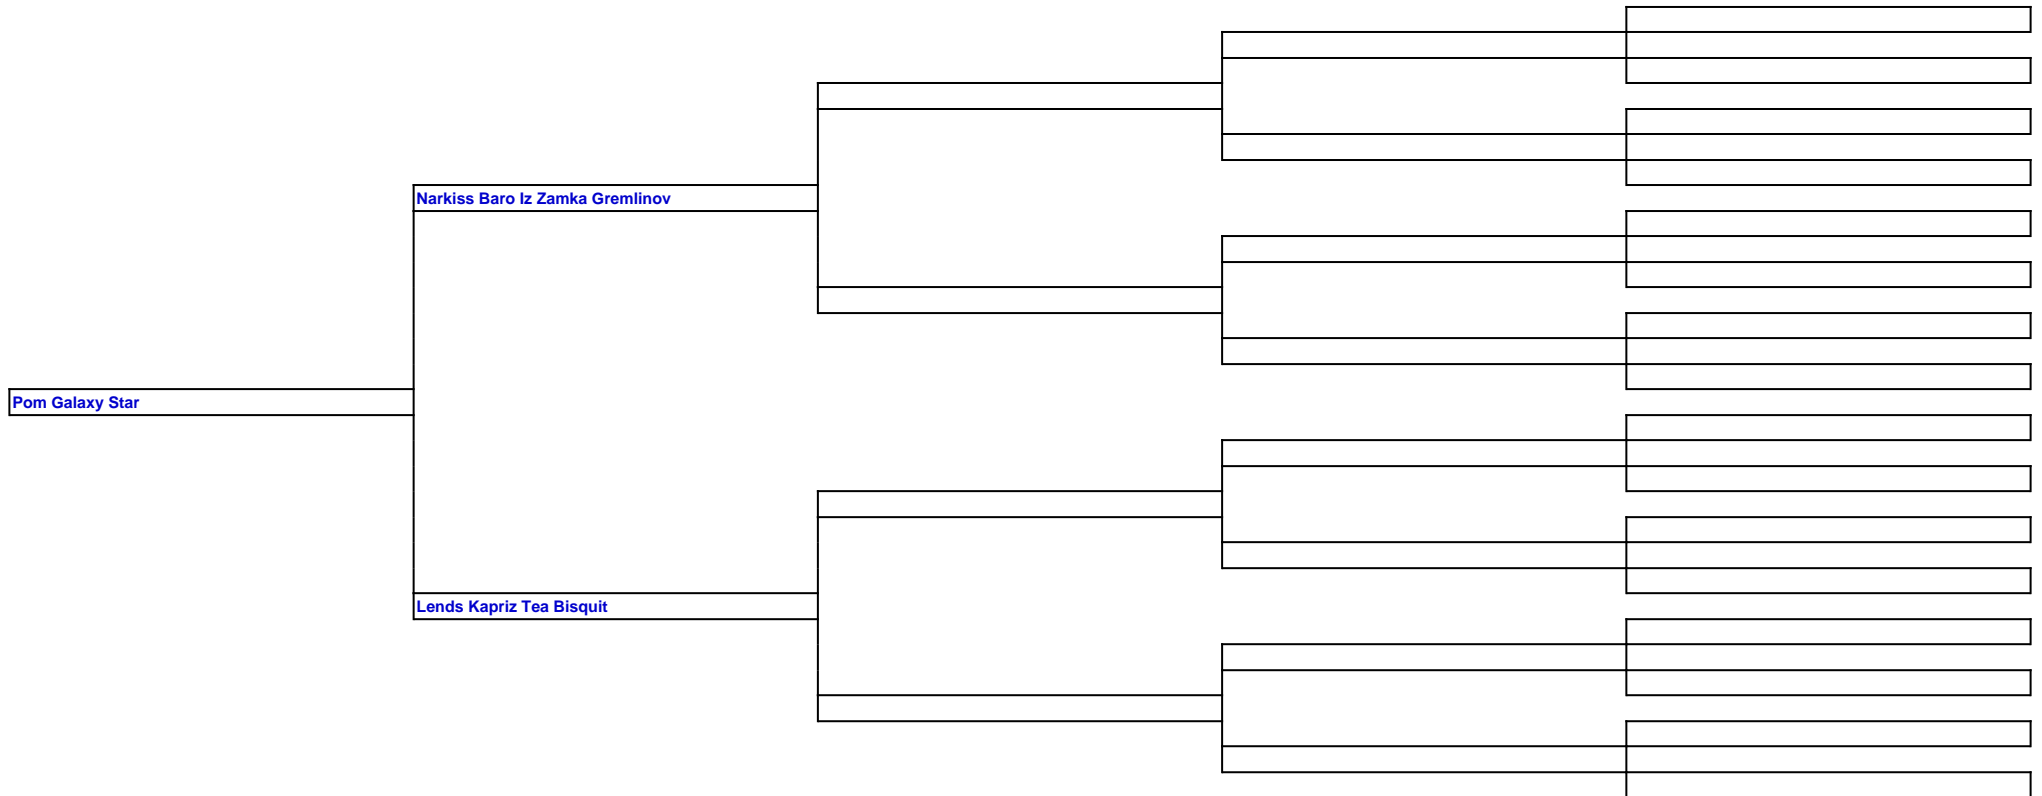 Narkiss Baro Iz Zamka Gremlinov
Pom Galaxy Star
Lends Kapriz Tea Bisquit